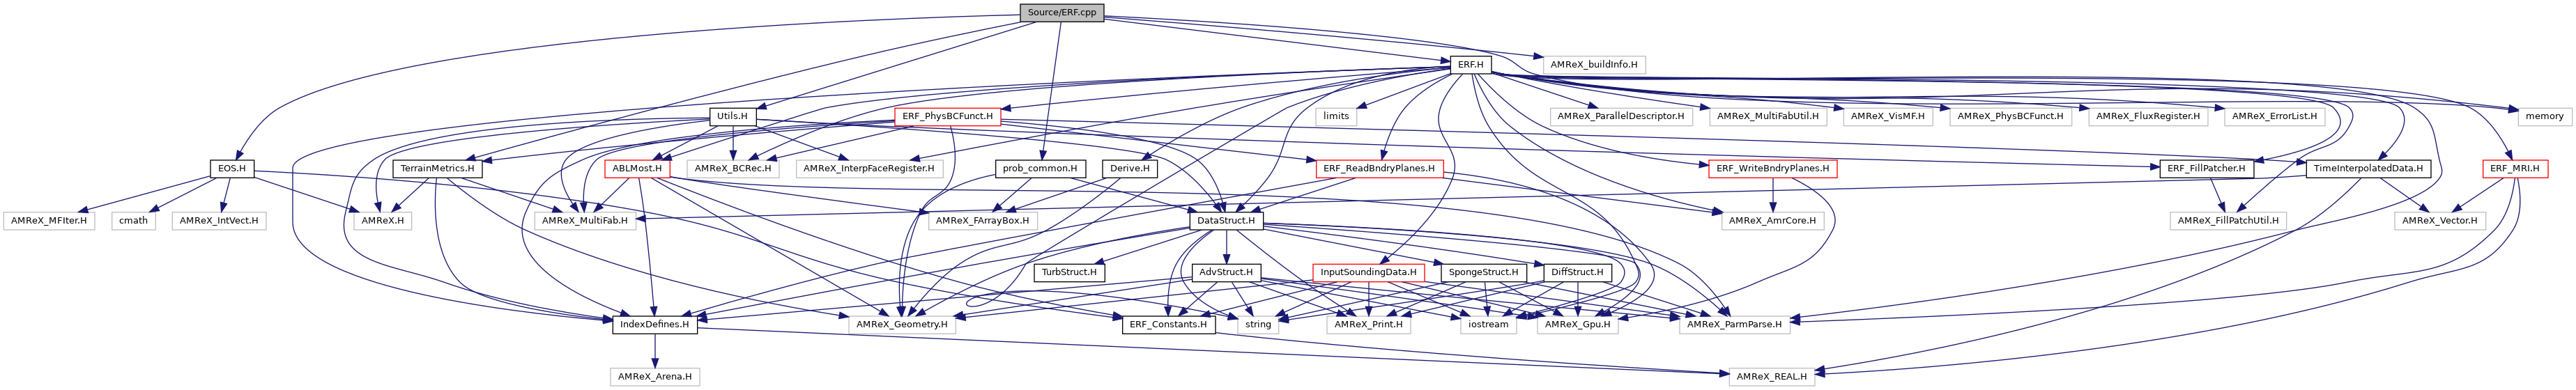 Source/ERF.cpp
ERF.H
AMReX_buildInfo.H
Utils.H
ERF_PhysBCFunct.H
limits
AMReX_ParallelDescriptor.H
AMReX_MultiFabUtil.H
AMReX_VisMF.H
AMReX_PhysBCFunct.H
AMReX_FluxRegister.H
AMReX_ErrorList.H
memory
EOS.H
TerrainMetrics.H
ABLMost.H
AMReX_BCRec.H
AMReX_InterpFaceRegister.H
prob_common.H
Derive.H
ERF_ReadBndryPlanes.H
ERF_WriteBndryPlanes.H
ERF_FillPatcher.H
TimeInterpolatedData.H
ERF_MRI.H
AMReX_MFIter.H
cmath
AMReX_IntVect.H
AMReX.H
AMReX_MultiFab.H
AMReX_FArrayBox.H
DataStruct.H
AMReX_AmrCore.H
AMReX_FillPatchUtil.H
AMReX_Vector.H
TurbStruct.H
AdvStruct.H
InputSoundingData.H
SpongeStruct.H
DiffStruct.H
IndexDefines.H
AMReX_Geometry.H
ERF_Constants.H
string
AMReX_Print.H
iostream
AMReX_Gpu.H
AMReX_ParmParse.H
AMReX_Arena.H
AMReX_REAL.H